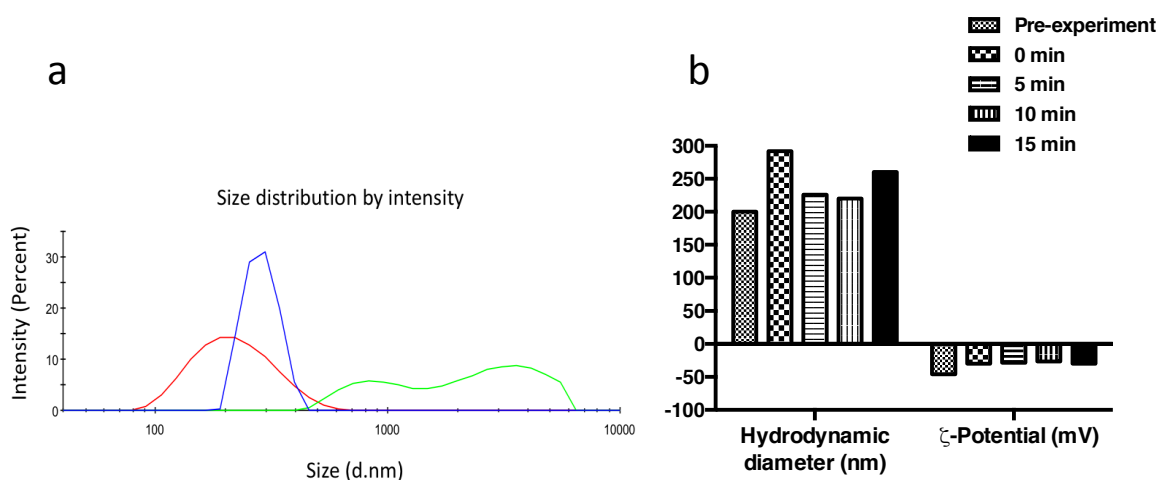 a
Size distribution by intensity
Intensity (Percent)
30
20
10
0
100
1000
10000
Size (d.nm)
b
Pre-experiment
0 min
5 min
10 min
15 min
300
250
200
150
100
50
0
-50
-100
Hydrodynamic
diameter (nm)
ζ-Potential (mV)